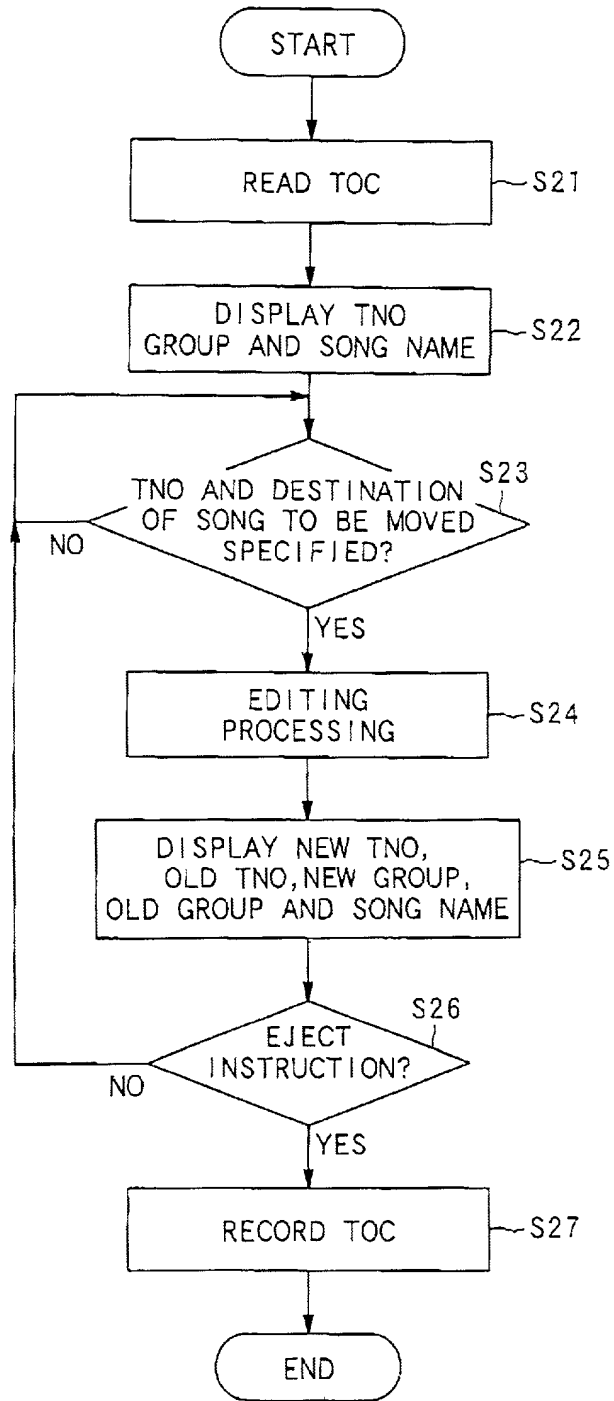 START
READ TOC
S21
DISPLAY TNO
GROUP AND SONG NAME
S22
S23
TNO AND DESTINATION
OF SONG TO BE MOVED
SPECIFIED?
NO
YES
EDITING
PROCESSING
S24
DISPLAY NEW TNO,
OLD TNO, NEW GROUP,
OLD GROUP AND SONG NAME
S25
S26
EJECT
INSTRUCTION?
NO
YES
RECORD TOC
S27
END